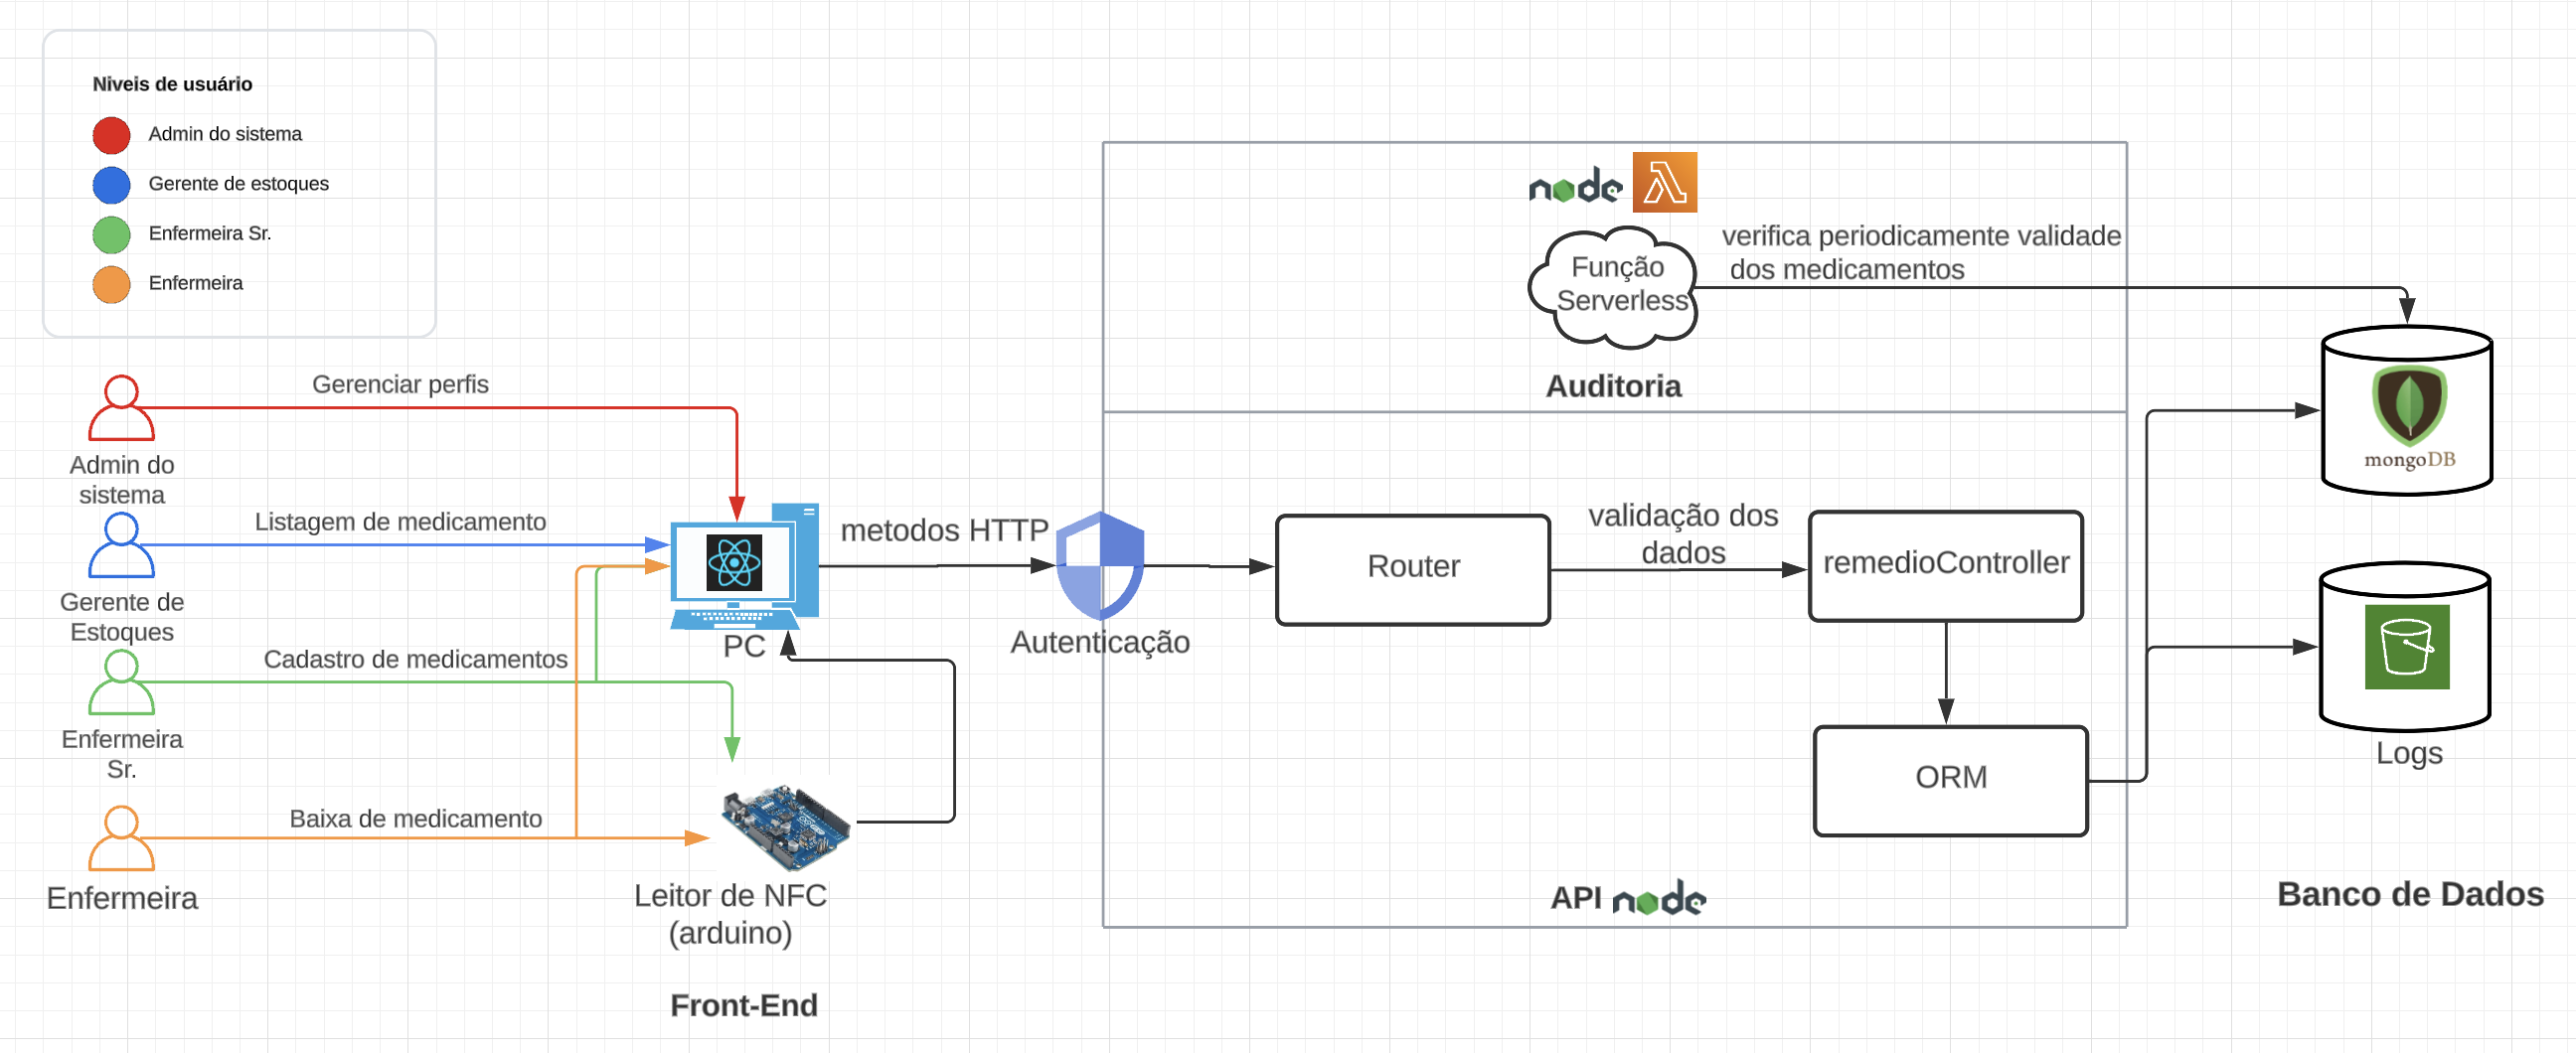 Niveis de usuário
Admin do sistema
Gerente de estoques
Enfermeira Sr.
Enfermeira
Gerenciar perfis
Admin do
sistema
Listagem de medicamento
Gerente de
Estoques
Cadastro de medicamentos
Enfermeira
Sr.
Baixa de medicamento
Enfermeira
PC
Leitor de NFC
(arduino)
Front-End
metodos HTTP
Autenticação
node
Função
Serverless
verifica periodicamente validade
dos medicamentos
Auditoria
Router
validação dos
dados
remedioController
ORM
API node
mongoDB
Logs
Banco de Dados